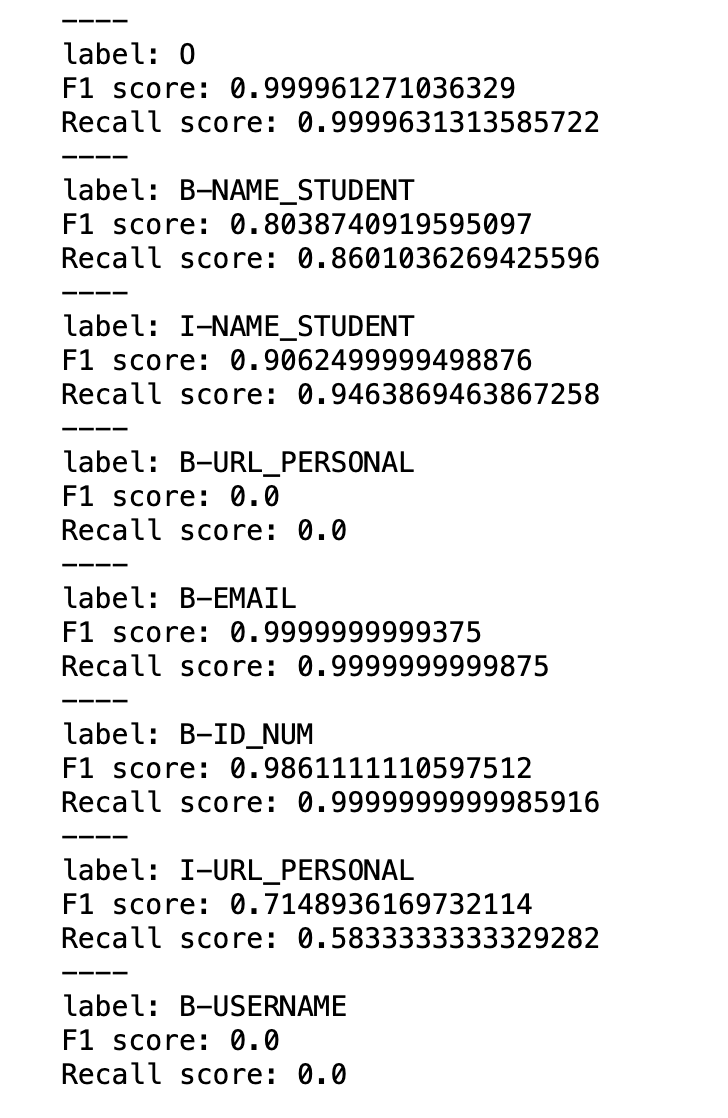 ----
label: O
F1 score: 0.999961271036329
Recall score: 0.9999631313585722
----
label: B-NAME_STUDENT
F1 score: 0.8038740919595097
Recall score: 0.8601036269425596
----
label: I-NAME_STUDENT
F1 score: 0.9062499999498876
Recall score: 0.9463869463867258
----
label: B-URL_PERSONAL
F1 score: 0.0
Recall score: 0.0
----
label: B-EMAIL
F1 score: 0.9999999999375
Recall score: 0.9999999999875
----
label: B-ID_NUM
F1 score: 0.9861111110597512
Recall score: 0.9999999999985916
----
label: I-URL_PERSONAL
F1 score: 0.7148936169732114
Recall score: 0.5833333333329282
----
label: B-USERNAME
F1 score: 0.0
Recall score: 0.0